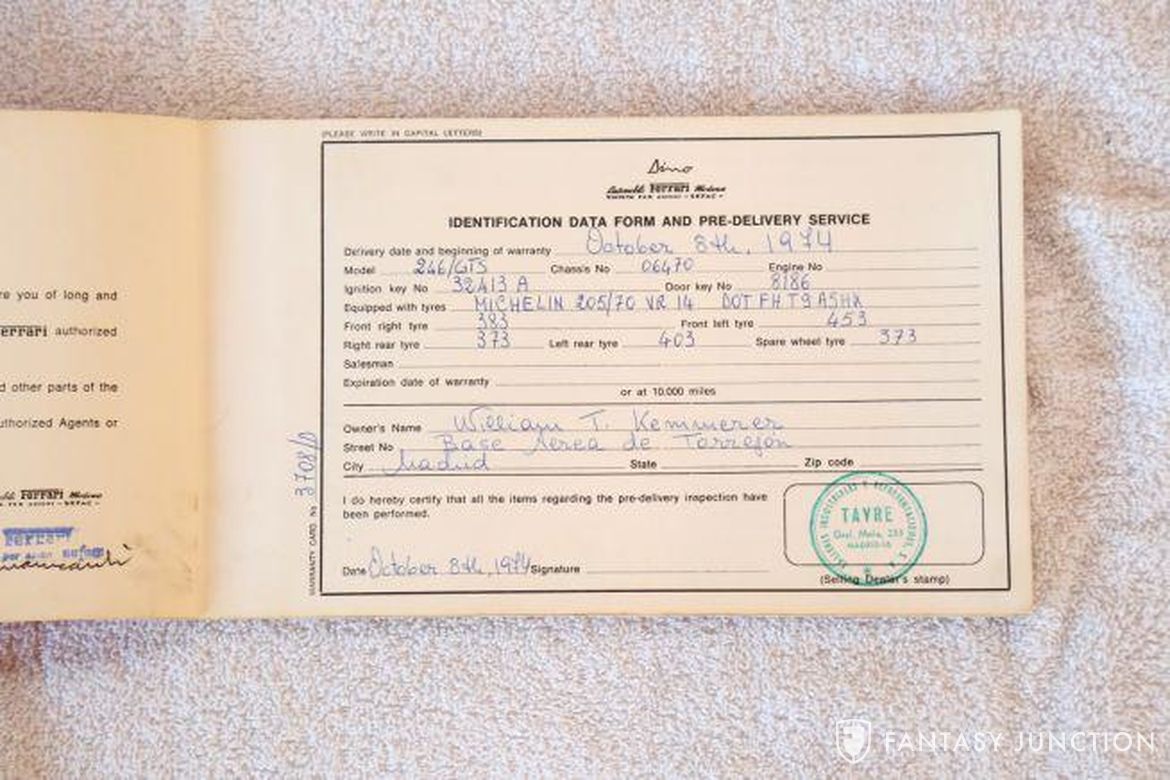 re you of long and
Ferrari authorized
d other parts of the
uthorized Agents or
Ferrari
Ferrari
(PLEASE WRITE IN CAPITAL LETTERS)
Dino
Automobili Ferrari Modena
IDENTIFICATION DATA FORM AND PRE-DELIVERY SERVICE
Delivery date and beginning of warranty October 8th, 1974
Model 246/GTS Chassis No 06470 Engine No
Ignition key No 32413 A Door key No 8186
Equipped with tyres MICHELIN 205/70 VR 14 DOT FH T9 ASHX
Front right tyre 383 Front left tyre 453
Right rear tyre 373 Left rear tyre 403 Spare wheel tyre 373
Salesman
Expiration date of warranty
or at 10.000 miles
Owner's Name William T. Kemmerer
Street No Base Aerea de Torrejon
City Madrid State Zip code
I do hereby certify that all the items regarding the pre-delivery inspection have
been performed.
Date October 8th, 1974 Signature
(Selling Dealer's stamp)
TAYRE
Gral. Mola,
MADRID-16
WARRANTY CARD No 3708/D
FANTASY JUNCTION